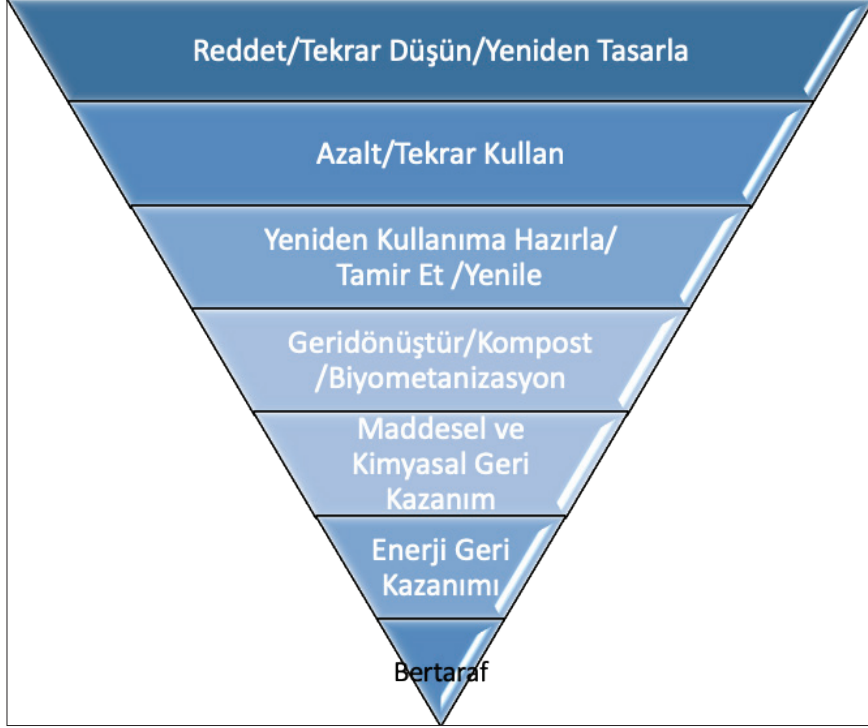 Reddet/Tekrar Düşün/Yeniden Tasarla
Azalt/Tekrar Kullan
Yeniden Kullanıma Hazırla/
Tamir Et /Yenile
Geridönüştür/Kompost
/Biyometanizasyon
Maddesel ve
Kimyasal Geri
Kazanım
Enerji Geri
Kazanımı
Bertaraf